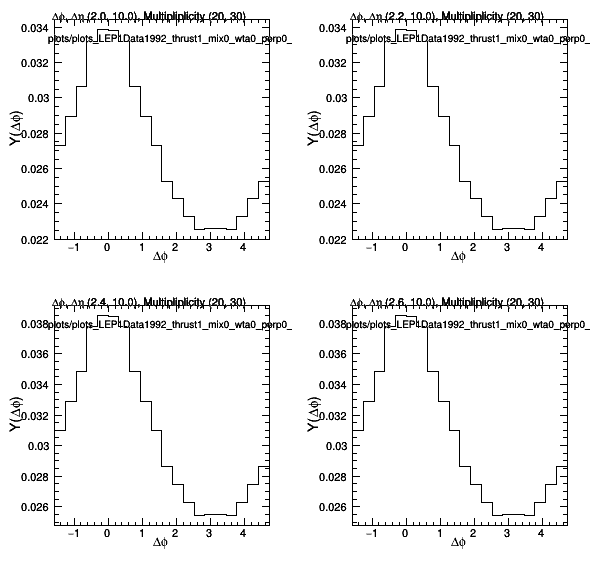 Δϕ, Δη (2.0, 10.0), Multipliplicity (20, 30)
plots/plots_LEP1Data1992_thrust1_mix0_wta0_perp0_
Y(Δϕ)
0.034
0.032
0.03
0.028
0.026
0.024
0.022
−1 0 1 2 3 4
Δϕ
Δϕ, Δη (2.2, 10.0), Multipliplicity (20, 30)
plots/plots_LEP1Data1992_thrust1_mix0_wta0_perp0_
Y(Δϕ)
0.034
0.032
0.03
0.028
0.026
0.024
0.022
−1 0 1 2 3 4
Δϕ
Δϕ, Δη (2.4, 10.0), Multipliplicity (20, 30)
plots/plots_LEP1Data1992_thrust1_mix0_wta0_perp0_
Y(Δϕ)
0.038
0.036
0.034
0.032
0.03
0.028
0.026
−1 0 1 2 3 4
Δϕ
Δϕ, Δη (2.6, 10.0), Multipliplicity (20, 30)
plots/plots_LEP1Data1992_thrust1_mix0_wta0_perp0_
Y(Δϕ)
0.038
0.036
0.034
0.032
0.03
0.028
0.026
−1 0 1 2 3 4
Δϕ